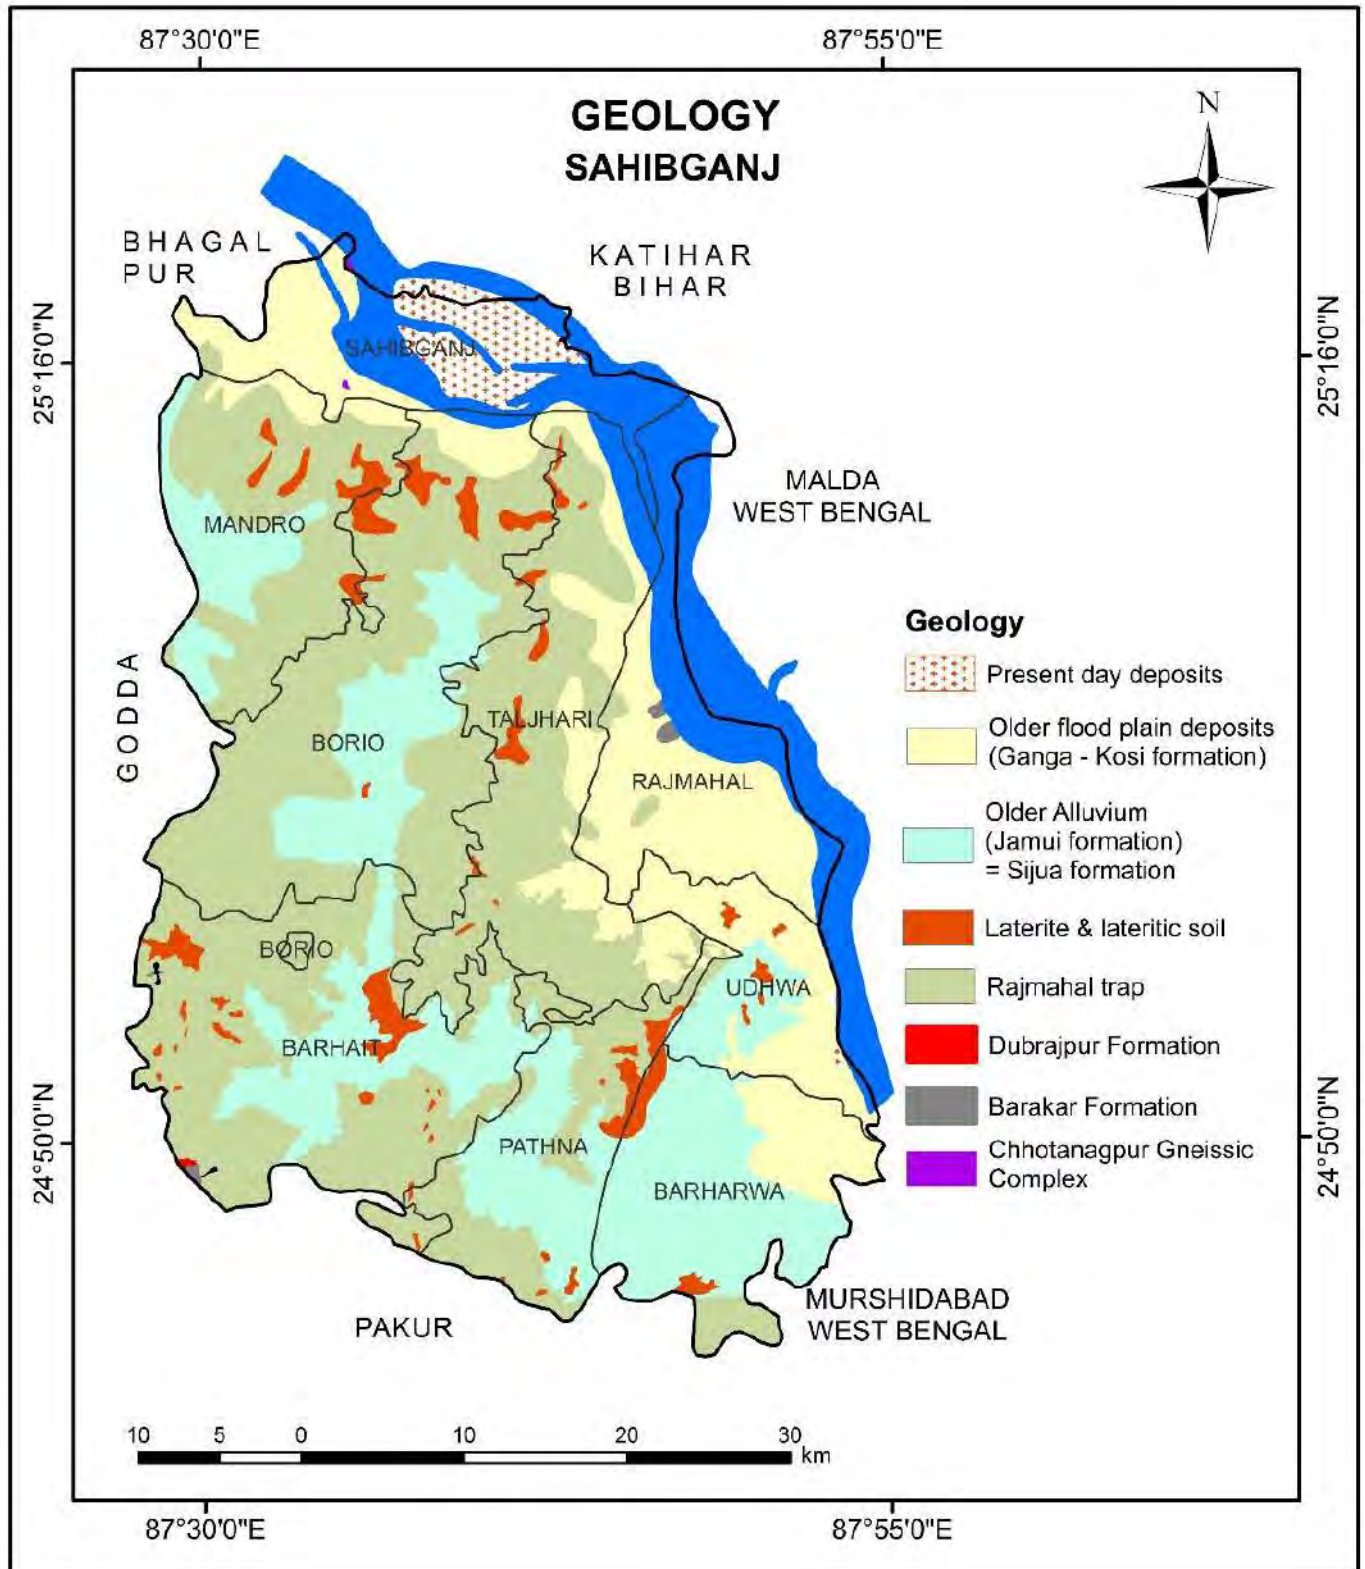 87°30'0"E
87°55'0"E
GEOLOGY
SAHIBGANJ
N
BHAGAL
PUR
KATIHAR
BIHAR
25°16'0"N
25°16'0"N
SAHIBGANJ
MALDA
WEST BENGAL
MANDRO
GODDA
TALJHARI
BORIO
RAJMAHAL
BORIO
UDHWA
BARHAIT
PATHNA
BARHARWA
24°50'0"N
24°50'0"N
Geology
Present day deposits
Older flood plain deposits
(Ganga - Kosi formation)
Older Alluvium
(Jamui formation)
= Sijua formation
Laterite & lateritic soil
Rajmahal trap
Dubrajpur Formation
Barakar Formation
Chhotanagpur Gneissic
Complex
MURSHIDABAD
WEST BENGAL
PAKUR
10 5 0 10 20 30
km
87°30'0"E
87°55'0"E